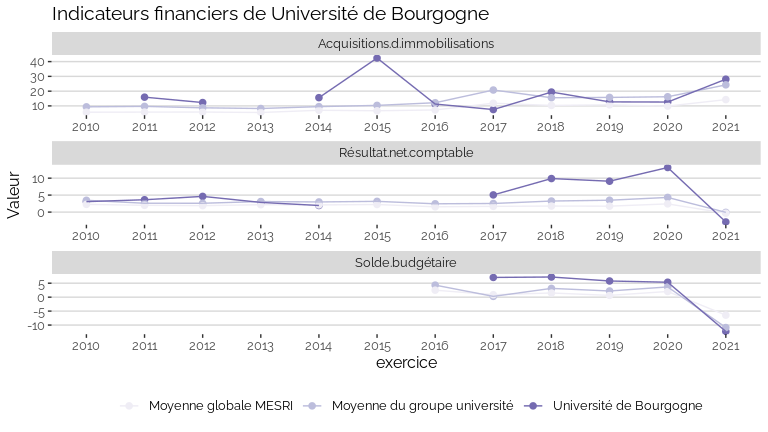 Indicateurs financiers de Université de Bourgogne
Acquisitions.d.immobilisations
40
30
20
10
2010 2011 2012 2013 2014 2015 2016 2017 2018 2019 2020 2021
Résultat.net.comptable
10
5
0
2010 2011 2012 2013 2014 2015 2016 2017 2018 2019 2020 2021
Valeur
Solde.budgétaire
5
0
-5
-10
2010 2011 2012 2013 2014 2015 2016 2017 2018 2019 2020 2021
exercice
Moyenne globale MESRI Moyenne du groupe université Université de Bourgogne